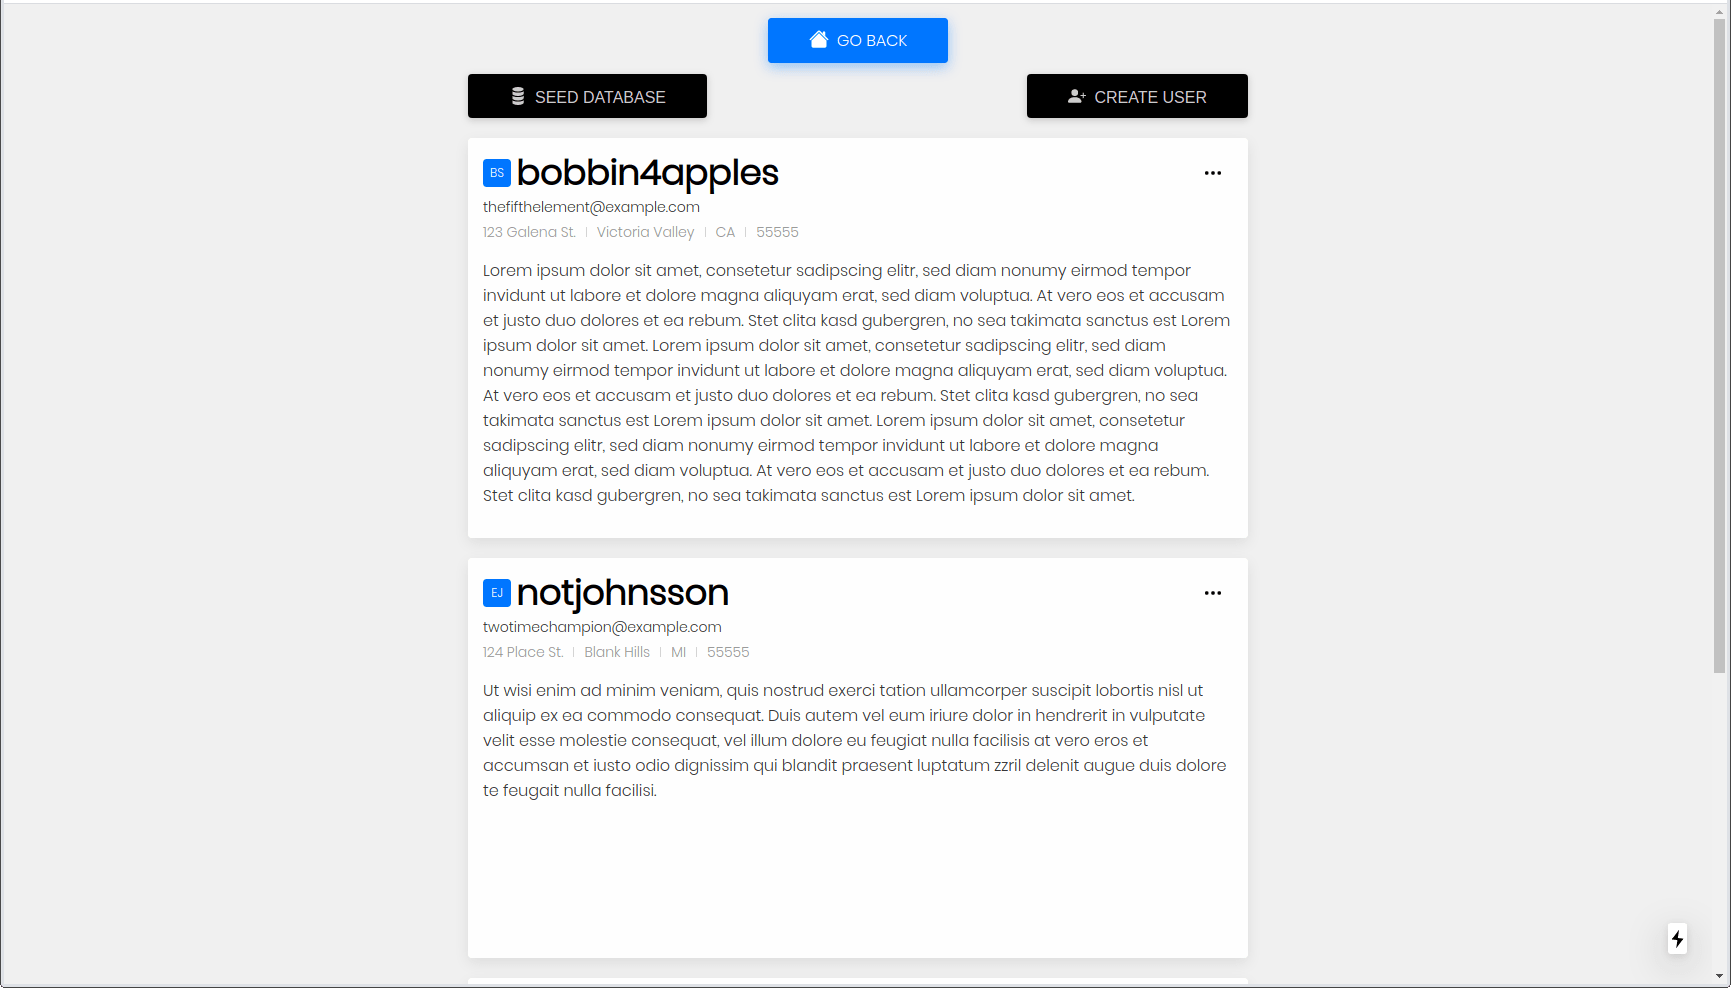 GO BACK
SEED DATABASE
CREATE USER
BS bobbin4apples
thefifthelement@example.com
123 Galena St. | Victoria Valley | CA | 55555
Lorem ipsum dolor sit amet, consetetur sadipscing elitr, sed diam nonumy eirmod tempor
invidunt ut labore et dolore magna aliquyam erat, sed diam voluptua. At vero eos et accusam
et justo duo dolores et ea rebum. Stet clita kasd gubergren, no sea takimata sanctus est Lorem
ipsum dolor sit amet. Lorem ipsum dolor sit amet, consetetur sadipscing elitr, sed diam
nonumy eirmod tempor invidunt ut labore et dolore magna aliquyam erat, sed diam voluptua.
At vero eos et accusam et justo duo dolores et ea rebum. Stet clita kasd gubergren, no sea
takimata sanctus est Lorem ipsum dolor sit amet. Lorem ipsum dolor sit amet, consetetur
sadipscing elitr, sed diam nonumy eirmod tempor invidunt ut labore et dolore magna
aliquyam erat, sed diam voluptua. At vero eos et accusam et justo duo dolores et ea rebum.
Stet clita kasd gubergren, no sea takimata sanctus est Lorem ipsum dolor sit amet.
EJ notjohnsson
twotimechampion@example.com
124 Place St. | Blank Hills | MI | 55555
Ut wisi enim ad minim veniam, quis nostrud exerci tation ullamcorper suscipit lobortis nisl ut
aliquip ex ea commodo consequat. Duis autem vel eum iriure dolor in hendrerit in vulputate
velit esse molestie consequat, vel illum dolore eu feugiat nulla facilisis at vero eros et
accumsan et iusto odio dignissim qui blandit praesent luptatum zzril delenit augue duis dolore
te feugait nulla facilisi.